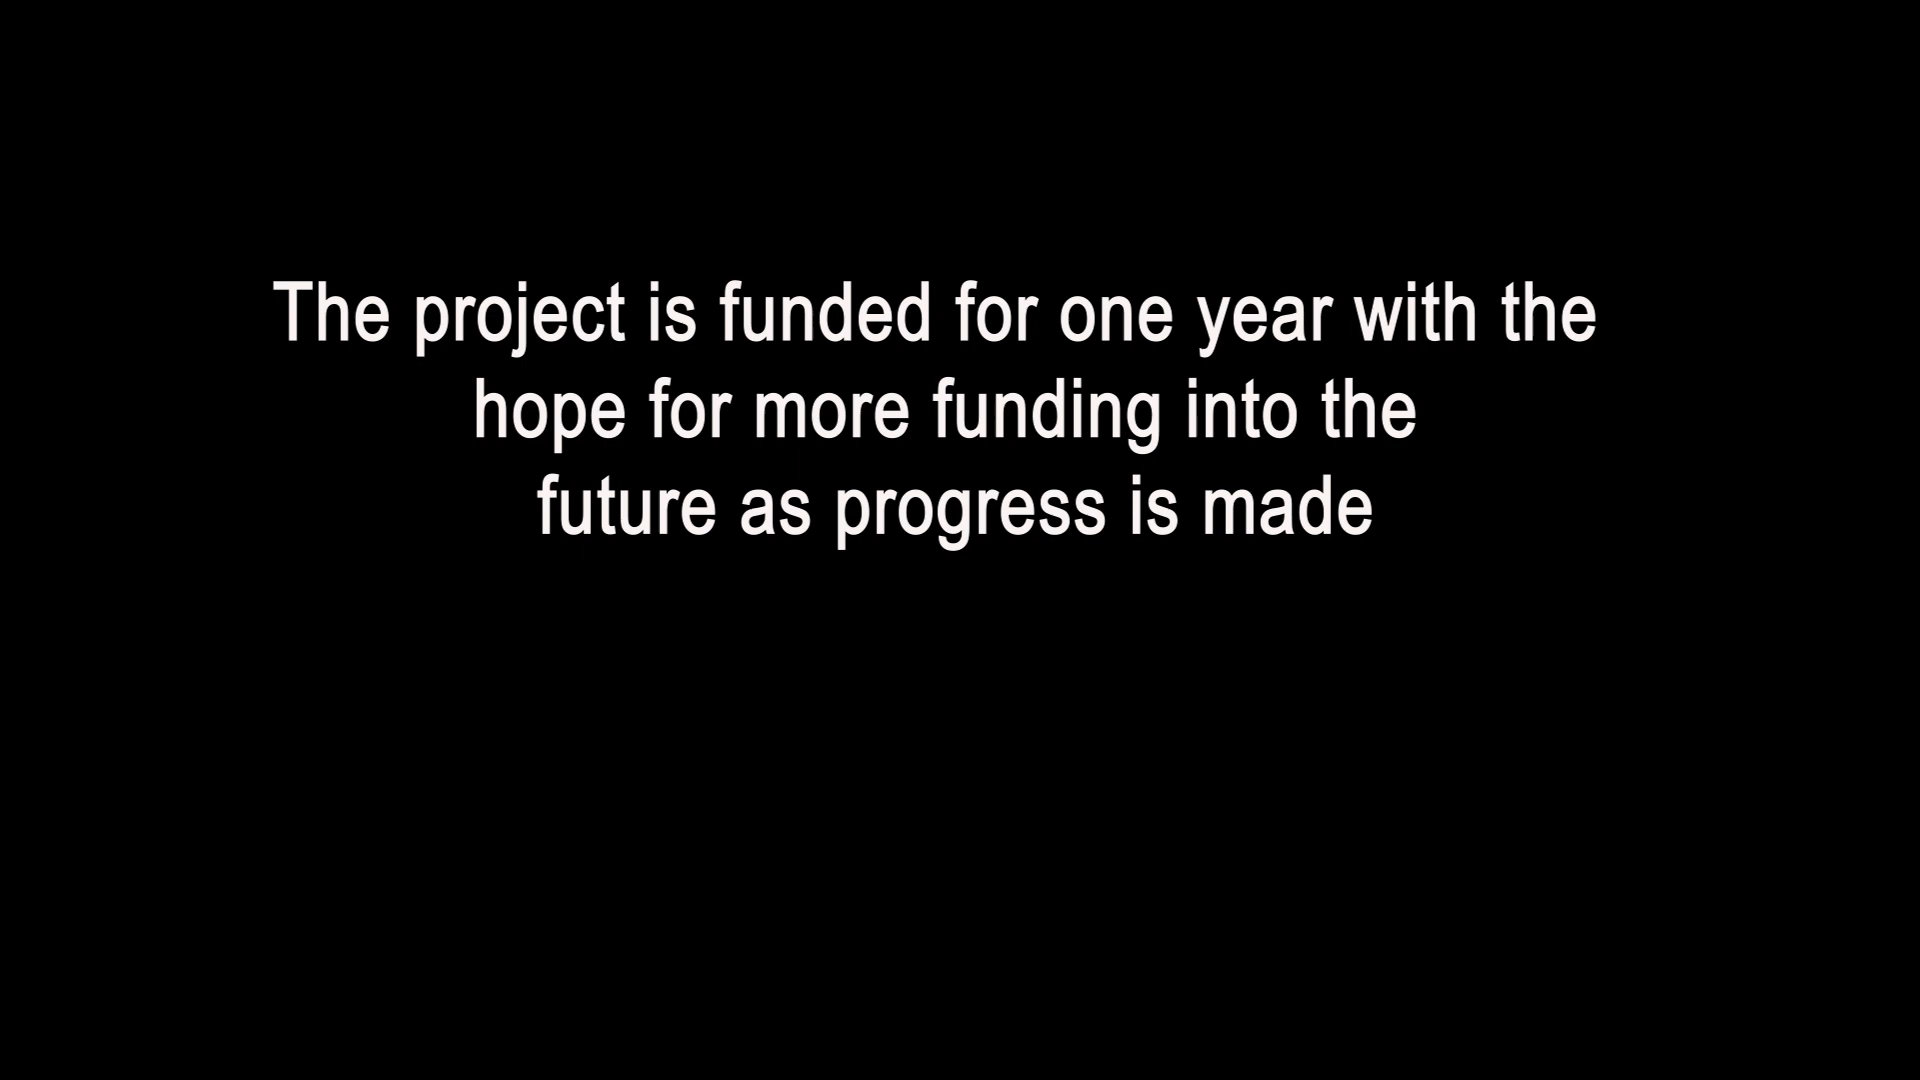 The project is funded for one year with the
hope for more funding into the
future as progress is made